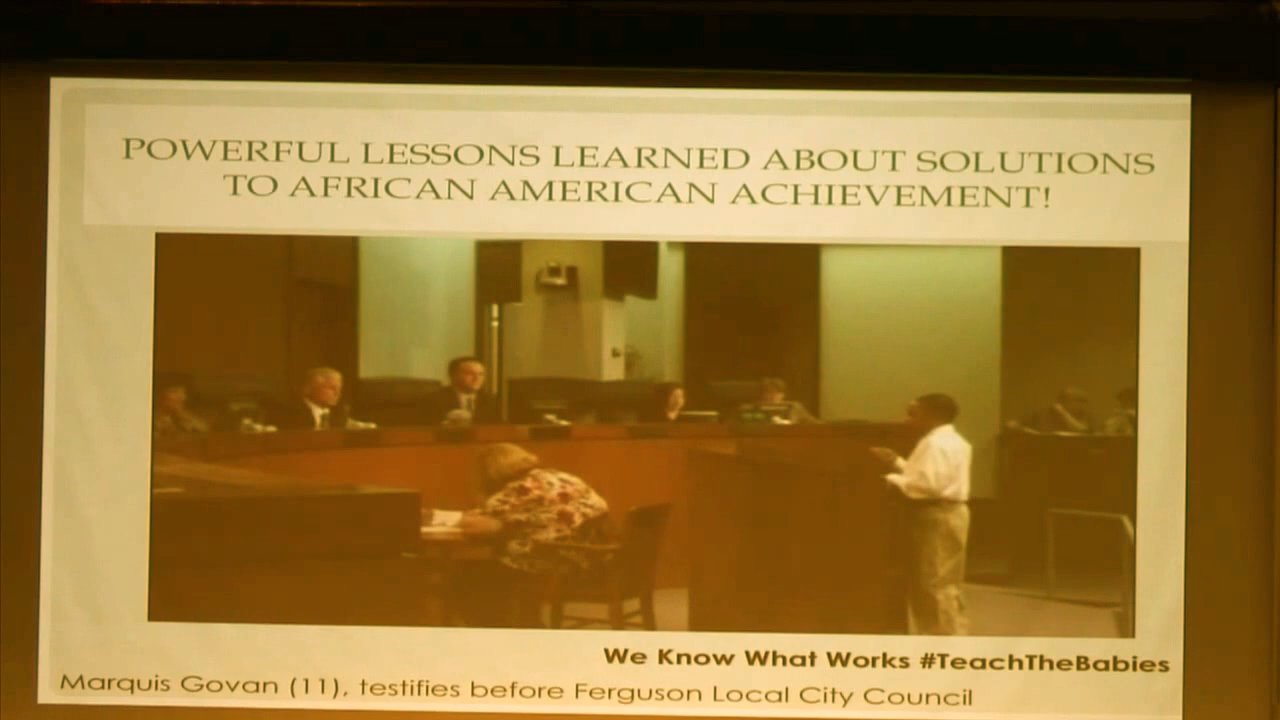 POWERFUL LESSONS LEARNED ABOUT SOLUTIONS
TO AFRICAN AMERICAN ACHIEVEMENT!
We Know What Works #TeachTheBabies
Marquis Govan (11), testifies before Ferguson Local City Council